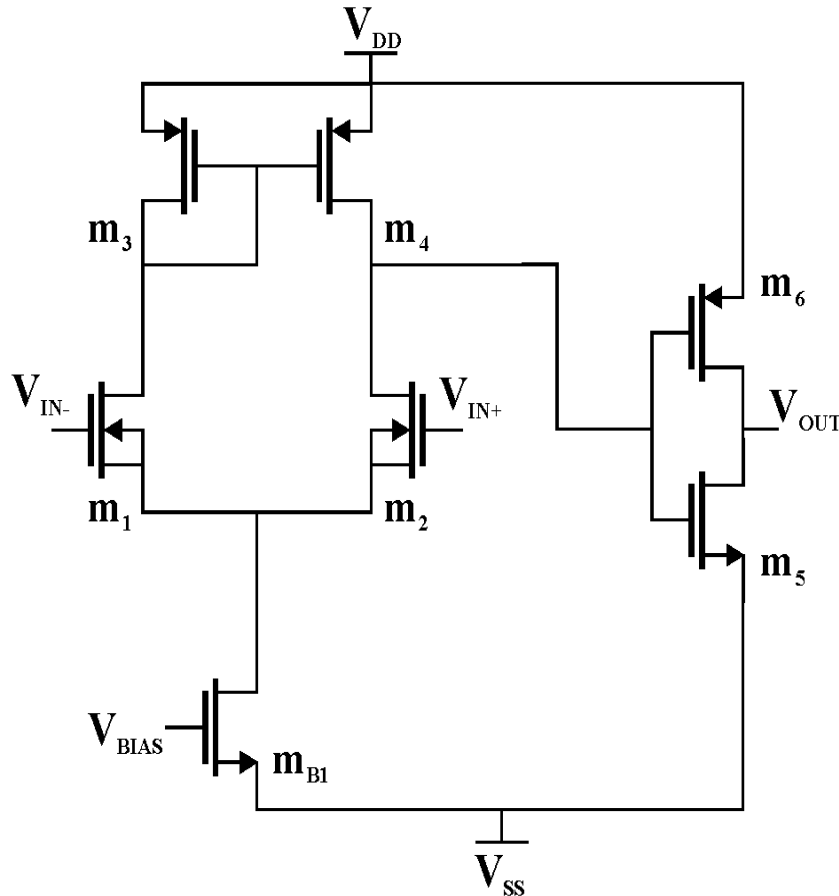 V_DD
m_3
m_4
m_6
V_IN-
V_IN+
V_OUT
m_1
m_2
m_5
V_BIAS
m_B1
V_SS